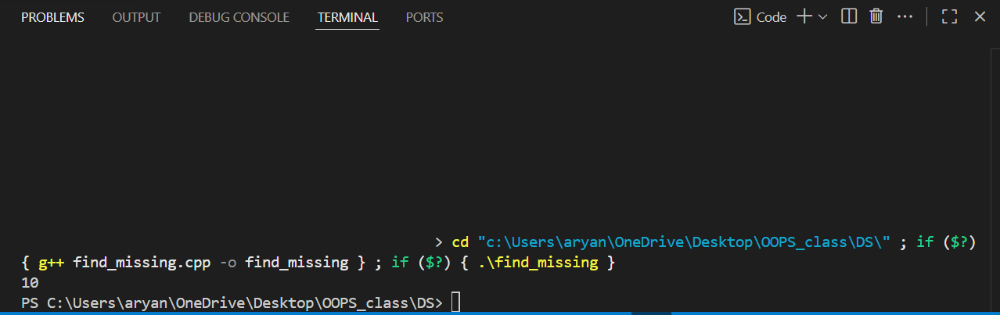 PROBLEMS OUTPUT DEBUG CONSOLE TERMINAL PORTS Code
> cd "c:\Users\aryan\OneDrive\Desktop\OOPS_class\DS\" ; if ($?)
{ g++ find_missing.cpp -o find_missing } ; if ($?) { .\find_missing }
10
PS C:\Users\aryan\OneDrive\Desktop\OOPS_class\DS>